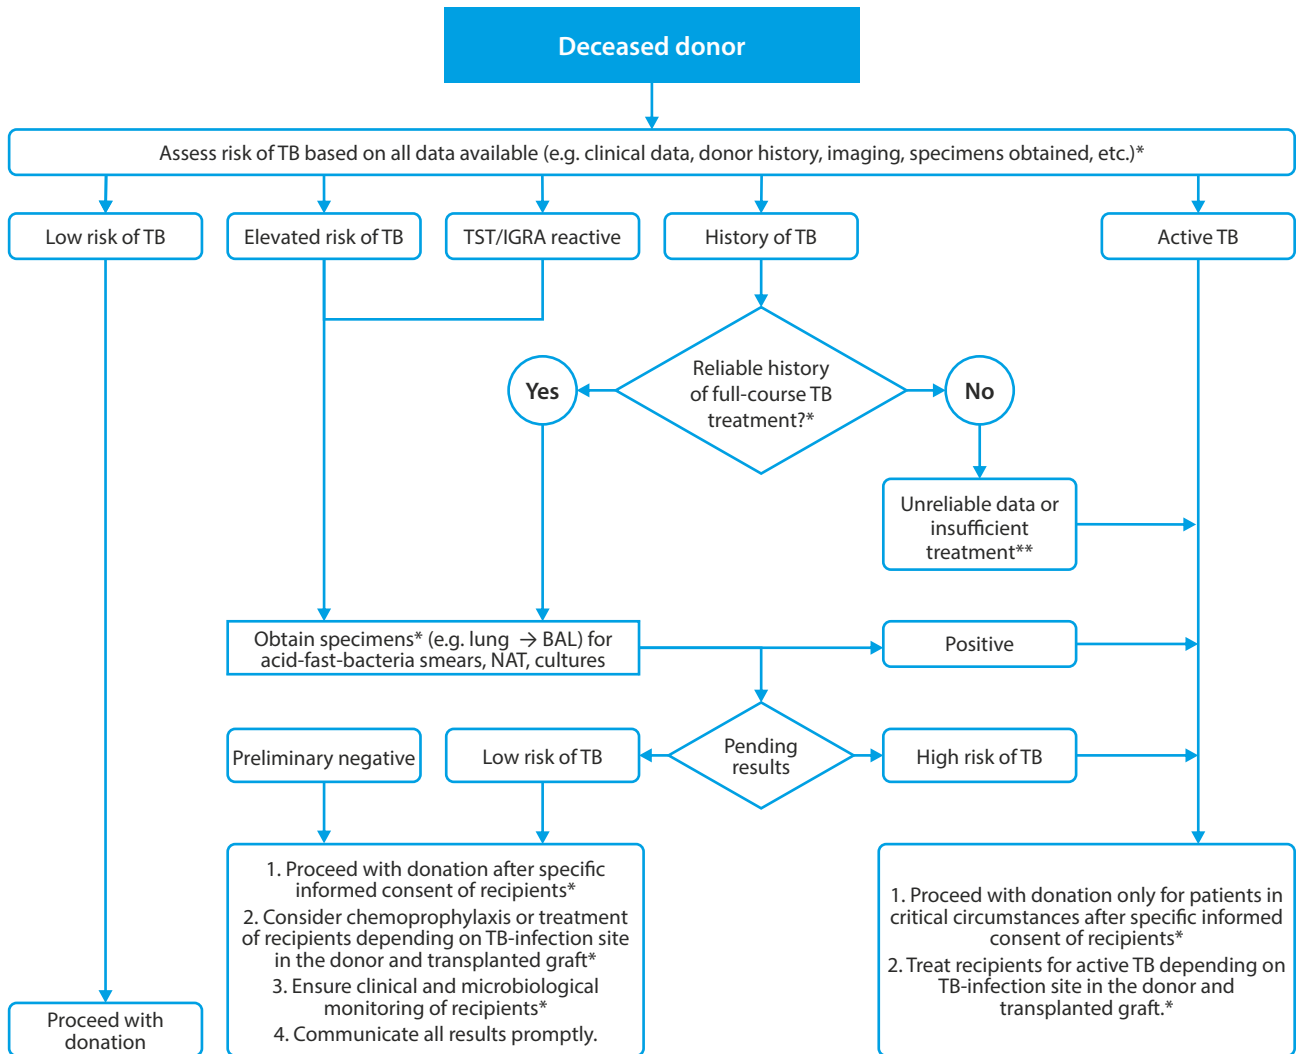 Deceased donor
Assess risk of TB based on all data available (e.g. clinical data, donor history, imaging, specimens obtained, etc.)*
Low risk of TB
Elevated risk of TB
TST/IGRA reactive
History of TB
Active TB
Reliable history
of full-course TB
treatment?*
Yes
No
Unreliable data or
insufficient
treatment**
Obtain specimens* (e.g. lung → BAL) for
acid-fast-bacteria smears, NAT, cultures
Positive
Preliminary negative
Low risk of TB
Pending
results
High risk of TB
1. Proceed with donation after specific
informed consent of recipients*
2. Consider chemoprophylaxis or treatment
of recipients depending on TB-infection site
in the donor and transplanted graft*
3. Ensure clinical and microbiological
monitoring of recipients*
4. Communicate all results promptly.
1. Proceed with donation only for patients in
critical circumstances after specific informed
consent of recipients*
2. Treat recipients for active TB depending on
TB-infection site in the donor and
transplanted graft.*
Proceed with
donation